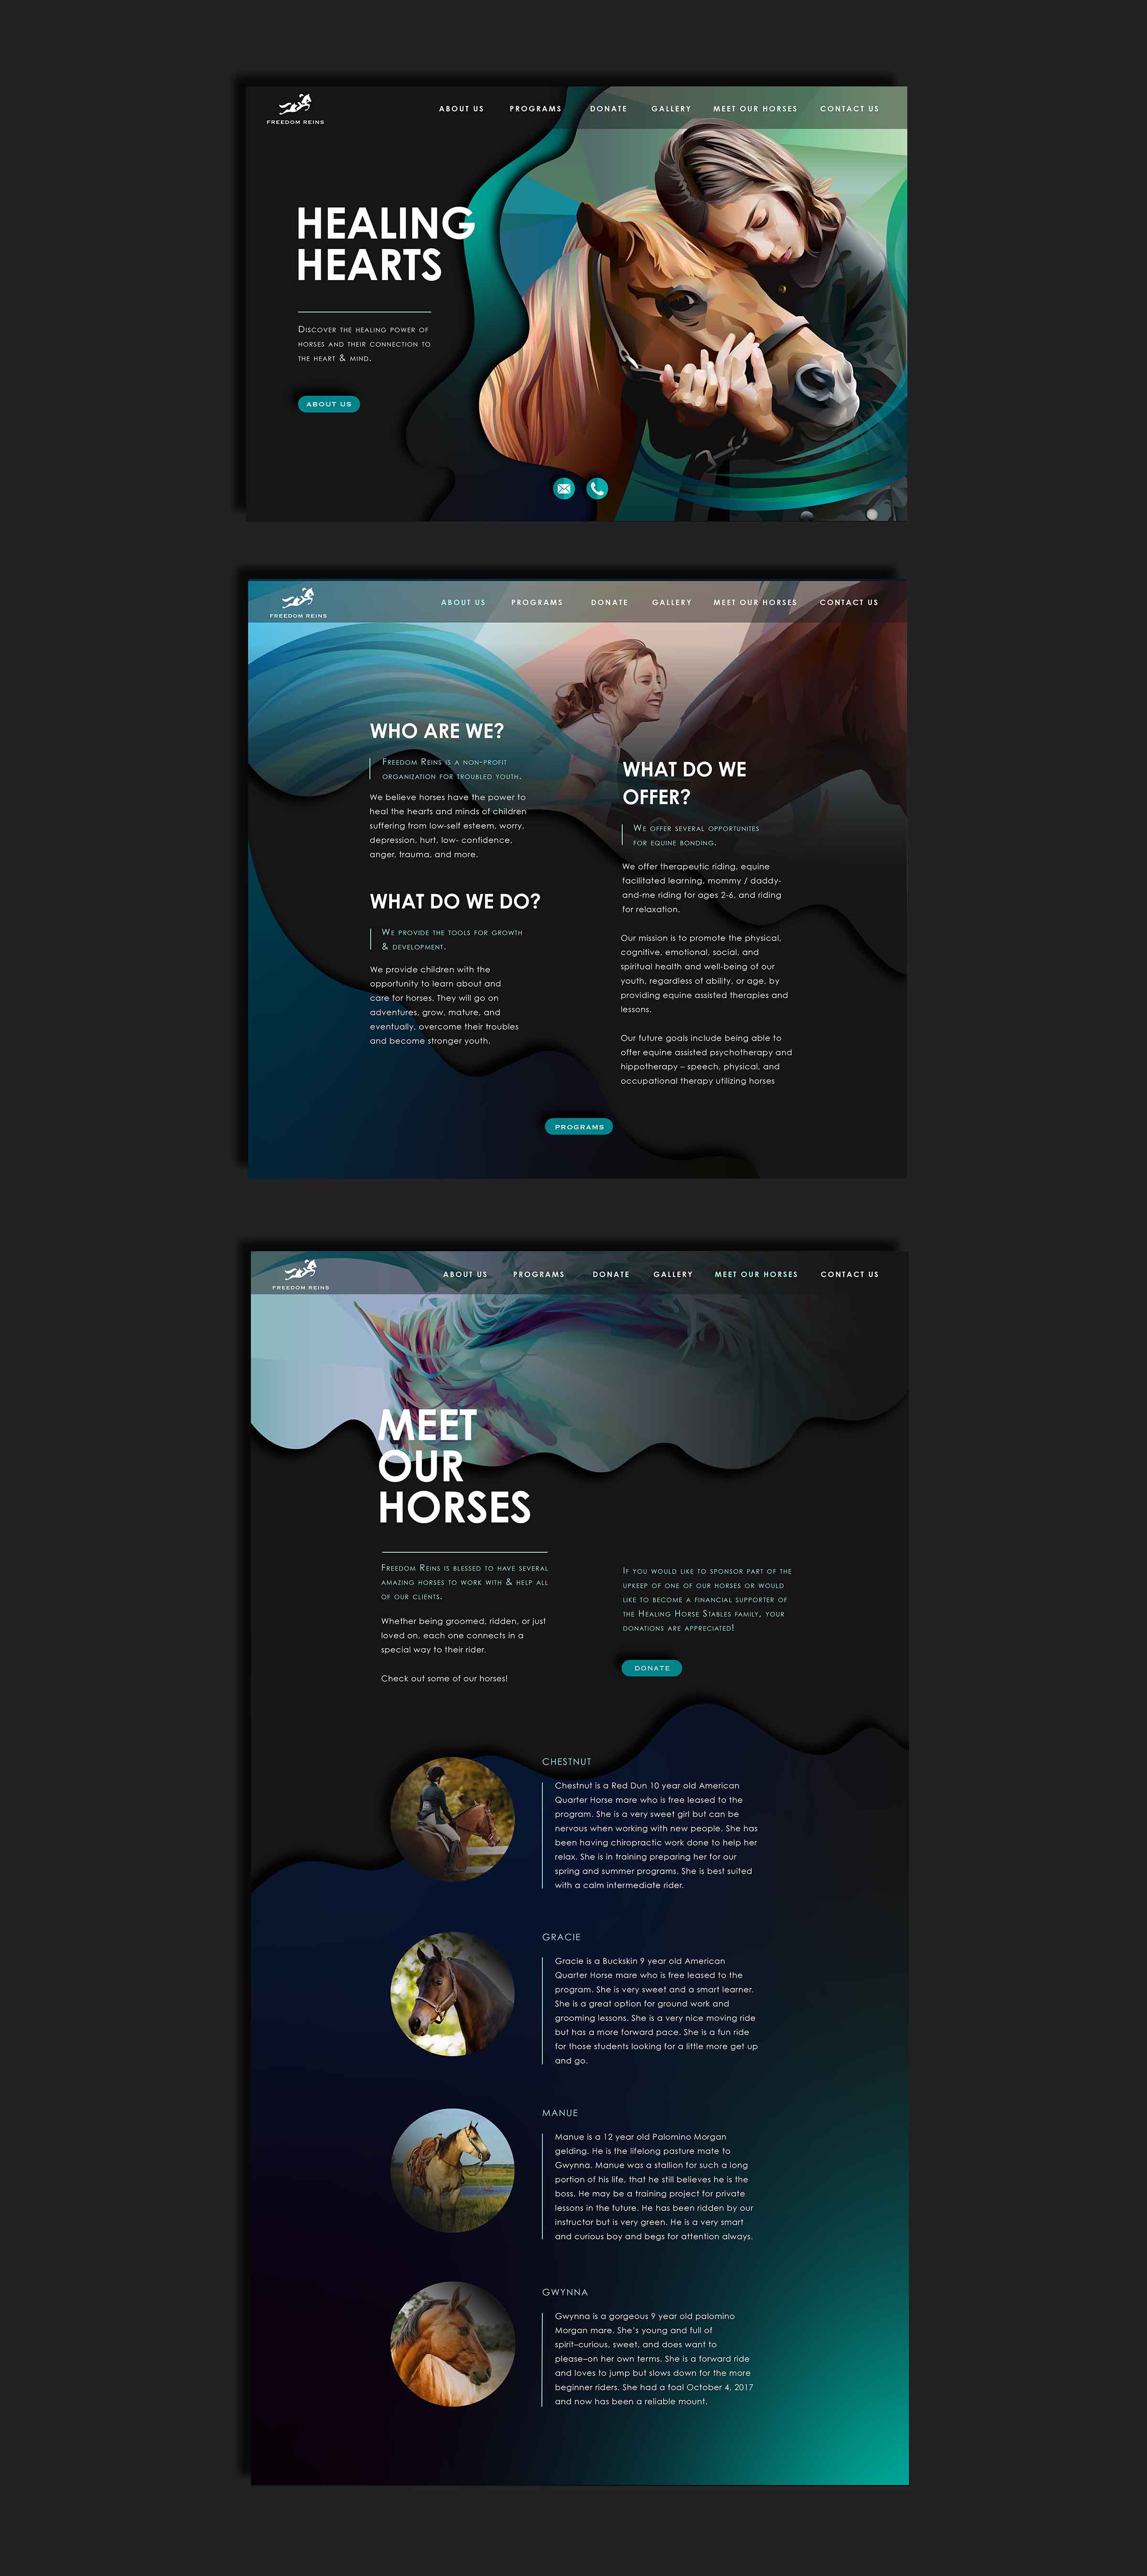 FREEDOM REINS
ABOUT US PROGRAMS DONATE GALLERY MEET OUR HORSES CONTACT US
HEALING
HEARTS
Discover the healing power of
horses and their connection to
the heart & mind.
ABOUT US
FREEDOM REINS
ABOUT US PROGRAMS DONATE GALLERY MEET OUR HORSES CONTACT US
WHO ARE WE?
Freedom Reins is a non-profit
organization for troubled youth.
We believe horses have the power to
heal the hearts and minds of children
suffering from low-self esteem, worry,
depression, hurt, low- confidence,
anger, trauma, and more.
WHAT DO WE DO?
We provide the tools for growth
& development.
We provide children with the
opportunity to learn about and
care for horses. They will go on
adventures, grow, mature, and
eventually, overcome their troubles
and become stronger youth.
WHAT DO WE
OFFER?
We offer several opportunites
for equine bonding.
We offer therapeutic riding, equine
facilitated learning, mommy / daddy-
and-me riding for ages 2-6, and riding
for relaxation.
Our mission is to promote the physical,
cognitive, emotional, social, and
spiritual health and well-being of our
youth, regardless of ability, or age, by
providing equine assisted therapies and
lessons.
Our future goals include being able to
offer equine assisted psychotherapy and
hippotherapy – speech, physical, and
occupational therapy utilizing horses
PROGRAMS
FREEDOM REINS
ABOUT US PROGRAMS DONATE GALLERY MEET OUR HORSES CONTACT US
MEET
OUR
HORSES
Freedom Reins is blessed to have several
amazing horses to work with & help all
of our clients.
Whether being groomed, ridden, or just
loved on, each one connects in a
special way to their rider.
Check out some of our horses!
If you would like to sponsor part of the
upkeep of one of our horses or would
like to become a financial supporter of
the Healing Horse Stables family, your
donations are appreciated!
DONATE
CHESTNUT
Chestnut is a Red Dun 10 year old American
Quarter Horse mare who is free leased to the
program. She is a very sweet girl but can be
nervous when working with new people. She has
been having chiropractic work done to help her
relax. She is in training preparing her for our
spring and summer programs. She is best suited
with a calm intermediate rider.
GRACIE
Gracie is a Buckskin 9 year old American
Quarter Horse mare who is free leased to the
program. She is very sweet and a smart learner.
She is a great option for ground work and
grooming lessons. She is a very nice moving ride
but has a more forward pace. She is a fun ride
for those students looking for a little more get up
and go.
MANUE
Manue is a 12 year old Palomino Morgan
gelding. He is the lifelong pasture mate to
Gwynna. Manue was a stallion for such a long
portion of his life, that he still believes he is the
boss. He may be a training project for private
lessons in the future. He has been ridden by our
instructor but is very green. He is a very smart
and curious boy and begs for attention always.
GWYNNA
Gwynna is a gorgeous 9 year old palomino
Morgan mare. She's young and full of
spirit–curious, sweet, and does want to
please–on her own terms. She is a forward ride
and loves to jump but slows down for the more
beginner riders. She had a foal October 4, 2017
and now has been a reliable mount.